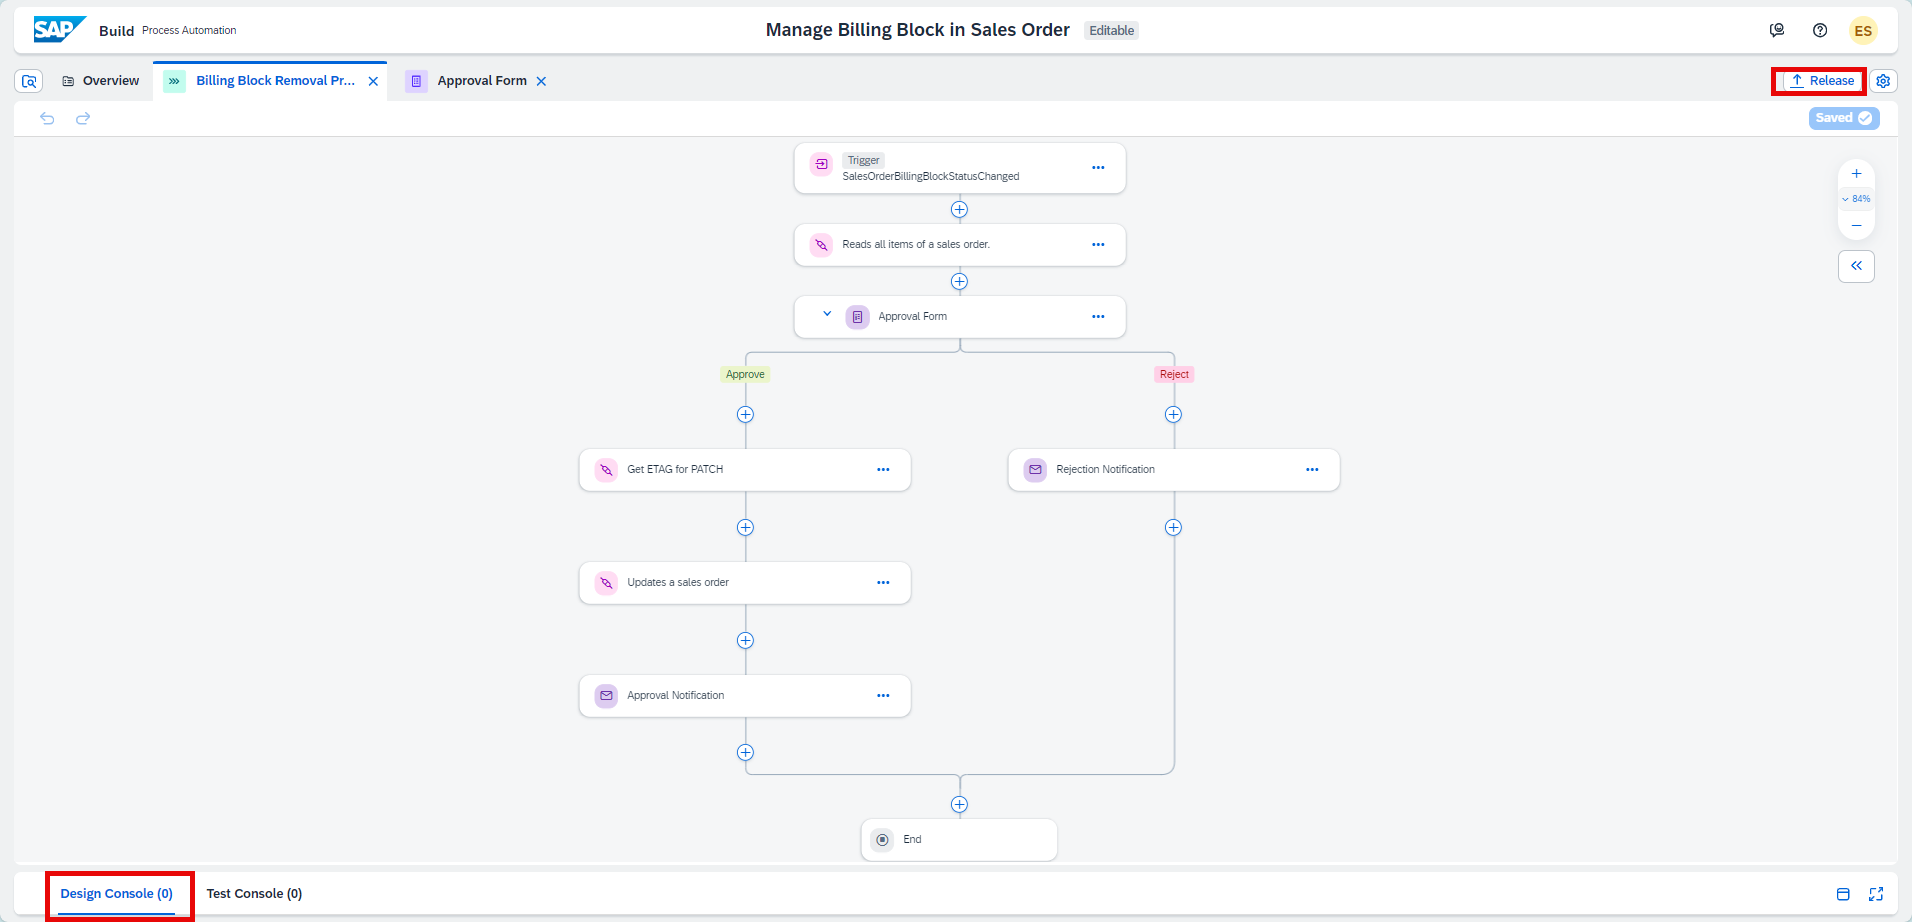 SAP Build Process Automation
Manage Billing Block in Sales Order Editable
ES
Overview
Billing Block Removal Pr...
Approval Form
Release
Saved
Trigger
SalesOrderBillingBlockStatusChanged
84%
Reads all items of a sales order.
Approval Form
Approve
Reject
Get ETAG for PATCH
Rejection Notification
Updates a sales order
Approval Notification
End
Design Console (0)
Test Console (0)